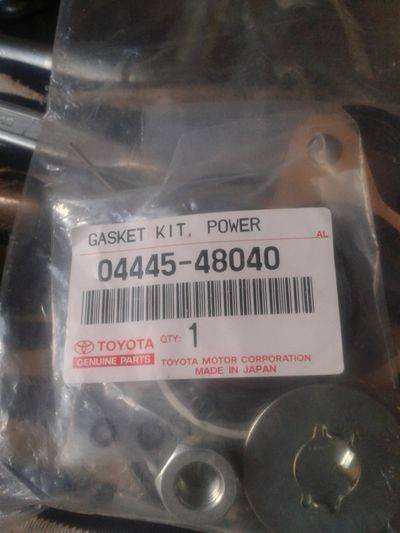 GASKET KIT, POWER
AL
04445-48040
TOYOTA QTY: 1
GENUINE PARTS
TOYOTA MOTOR CORPORATION
MADE IN JAPAN